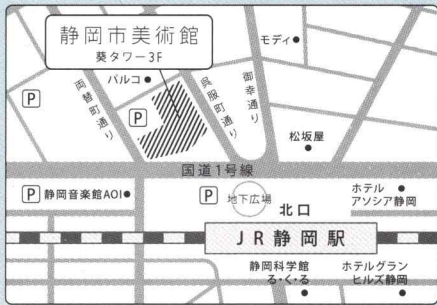 静岡市美術館
葵タワー3F
モディ
パルコ
P
両替町通り
P
呉服町通り
御幸通り
松坂屋
国道1号線
P 静岡音楽館AOI
P
地下広場
北口
ホテル
アソシア静岡
JR静岡駅
静岡科学館
る・く・る
ホテルグラン
ヒルズ静岡